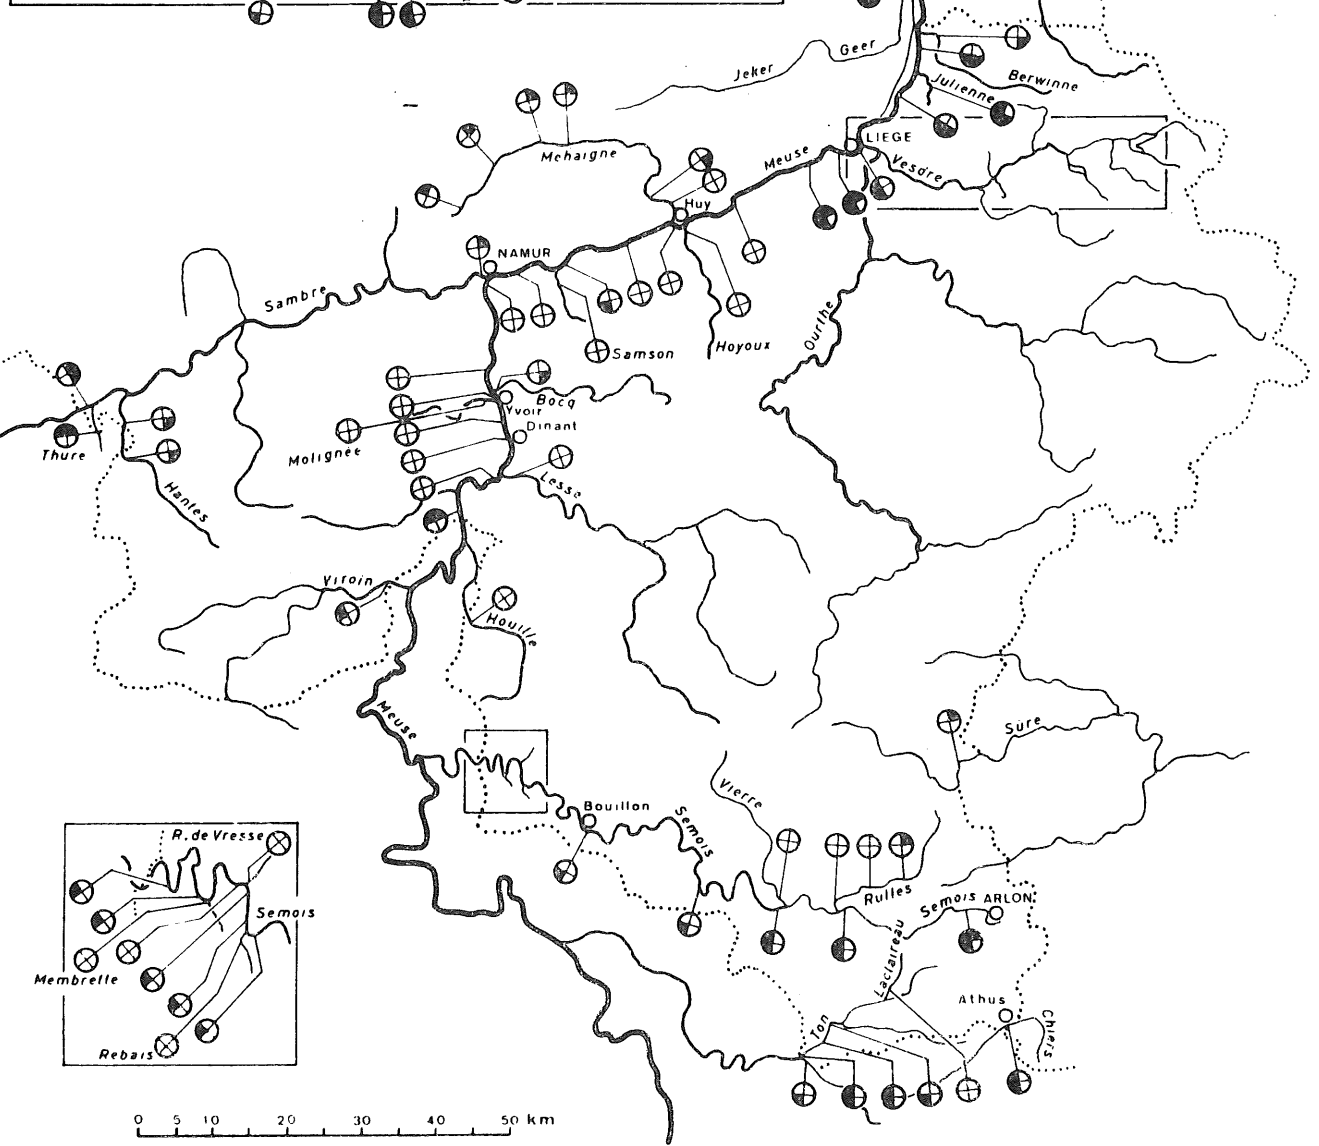 Geer
Jeker
Berwinne
Julienne
LIEGE
Mehaigne
Meuse
Vesdre
Huy
NAMUR
Sambre
Ourthe
Samson
Hoyoux
Bocq
Yvoir
Dinant
Molignée
Thure
Lesse
Hantes
Viroin
Houille
Meuse
Sûre
Vierre
Bouillon
Semois
R. de Vresse
Rulles
Semois ARLON
Semois
Laclaireau
Membrette
Athus
Ton
Chiers
Rebais
0 5 10 20 30 40 50 km